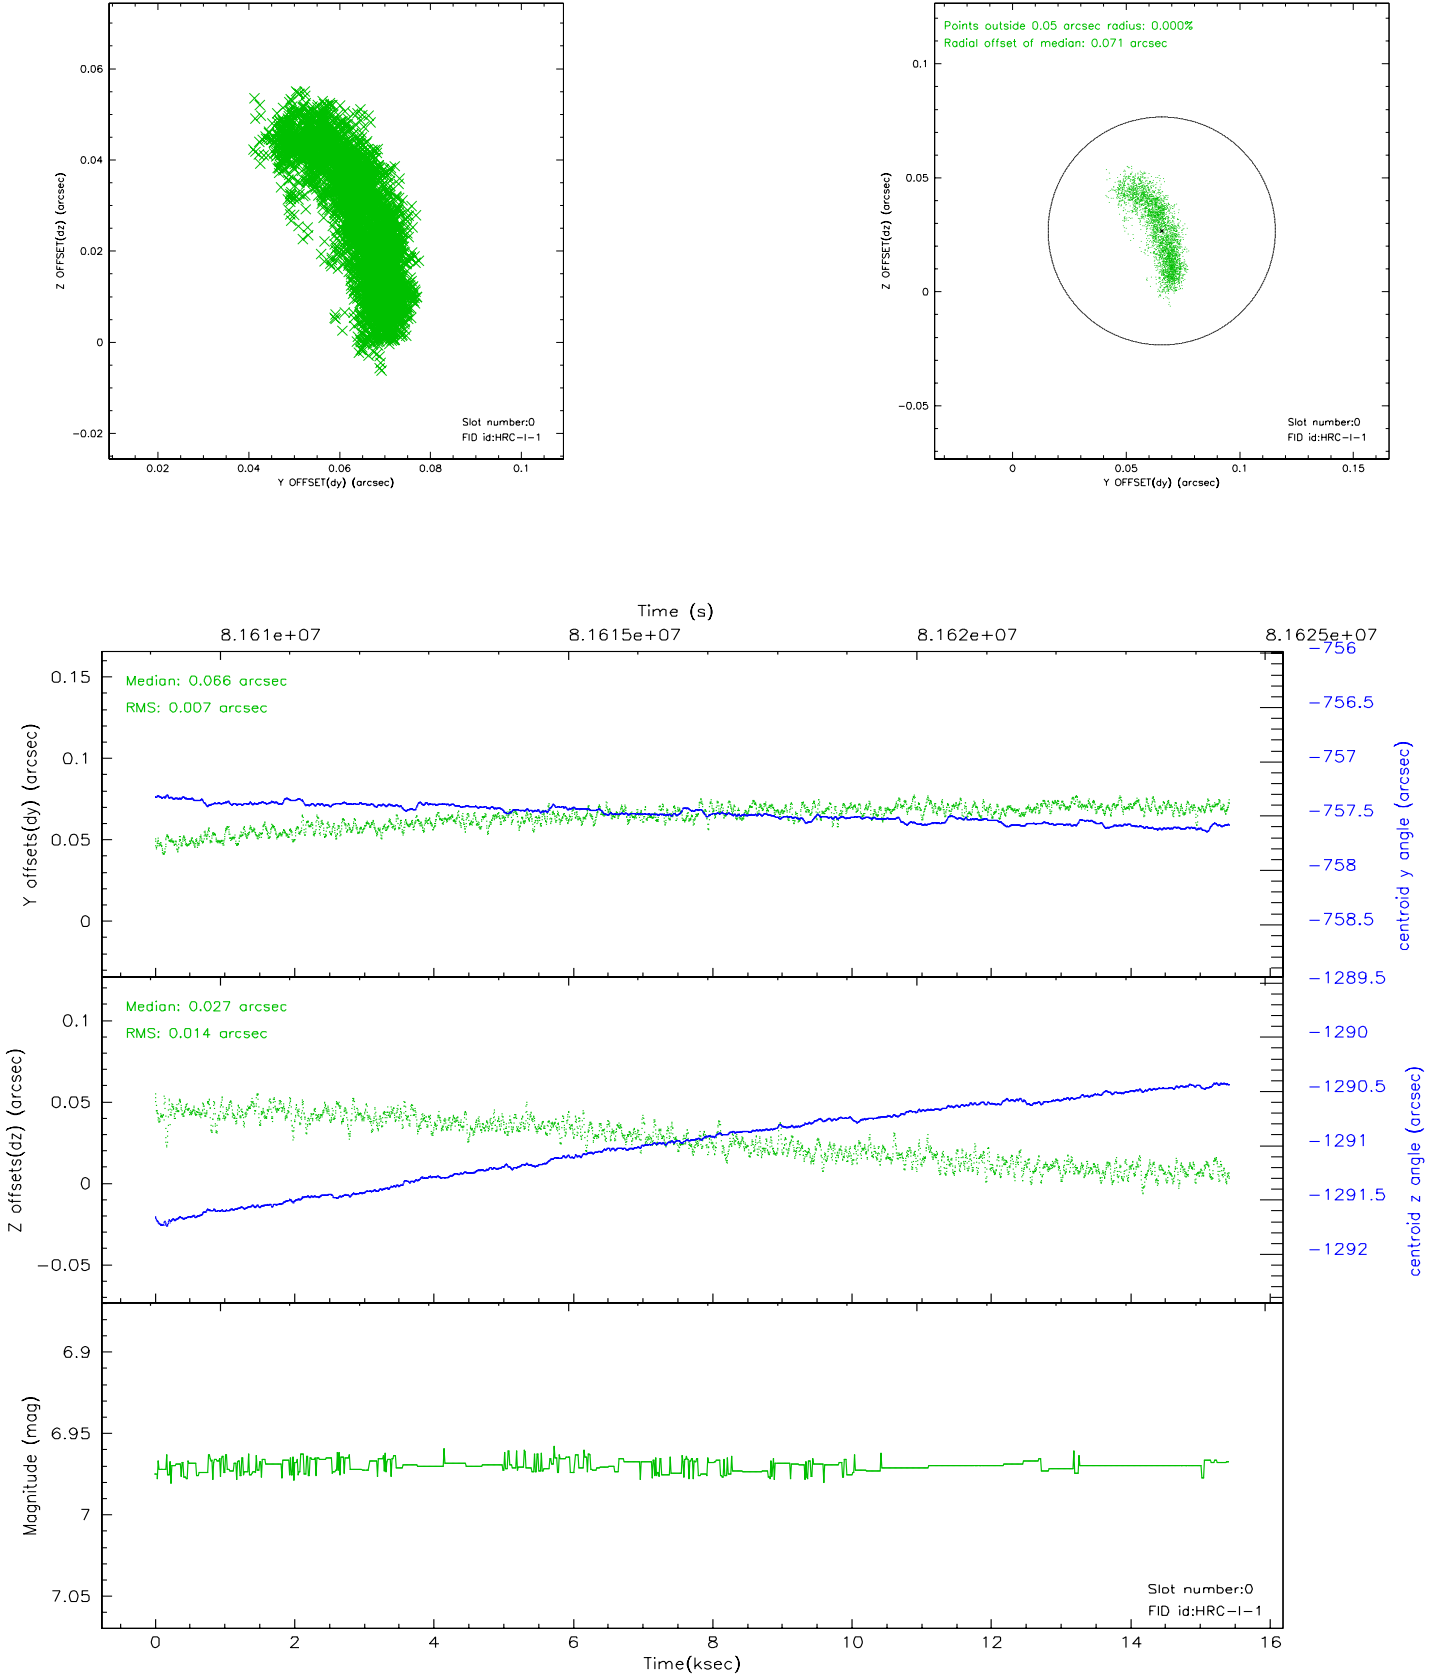 0.06
0.04
0.02
0
−0.02
Z OFFSET(dz) (arcsec)
Slot number:0
FID id:HRC−I−1
0.02 0.04 0.06 0.08 0.1
Y OFFSET(dy) (arcsec)
Points outside 0.05 arcsec radius: 0.000%
Radial offset of median: 0.071 arcsec
0.1
0.05
0
−0.05
Z OFFSET(dz) (arcsec)
Slot number:0
FID id:HRC−I−1
0 0.05 0.1 0.15
Y OFFSET(dy) (arcsec)
Time (s)
8.161e+07 8.1615e+07 8.162e+07 8.1625e+07
Median: 0.066 arcsec
RMS: 0.007 arcsec
0.15
0.1
0.05
0
Y offsets(dy) (arcsec)
−756
−756.5
−757
−757.5
−758
−758.5
centroid y angle (arcsec)
Median: 0.027 arcsec
RMS: 0.014 arcsec
0.1
0.05
0
−0.05
Z offsets(dz) (arcsec)
−1289.5
−1290
−1290.5
−1291
−1291.5
−1292
centroid z angle (arcsec)
6.9
6.95
7
7.05
Magnitude (mag)
Slot number:0
FID id:HRC−I−1
0 2 4 6 8 10 12 14 16
Time(ksec)